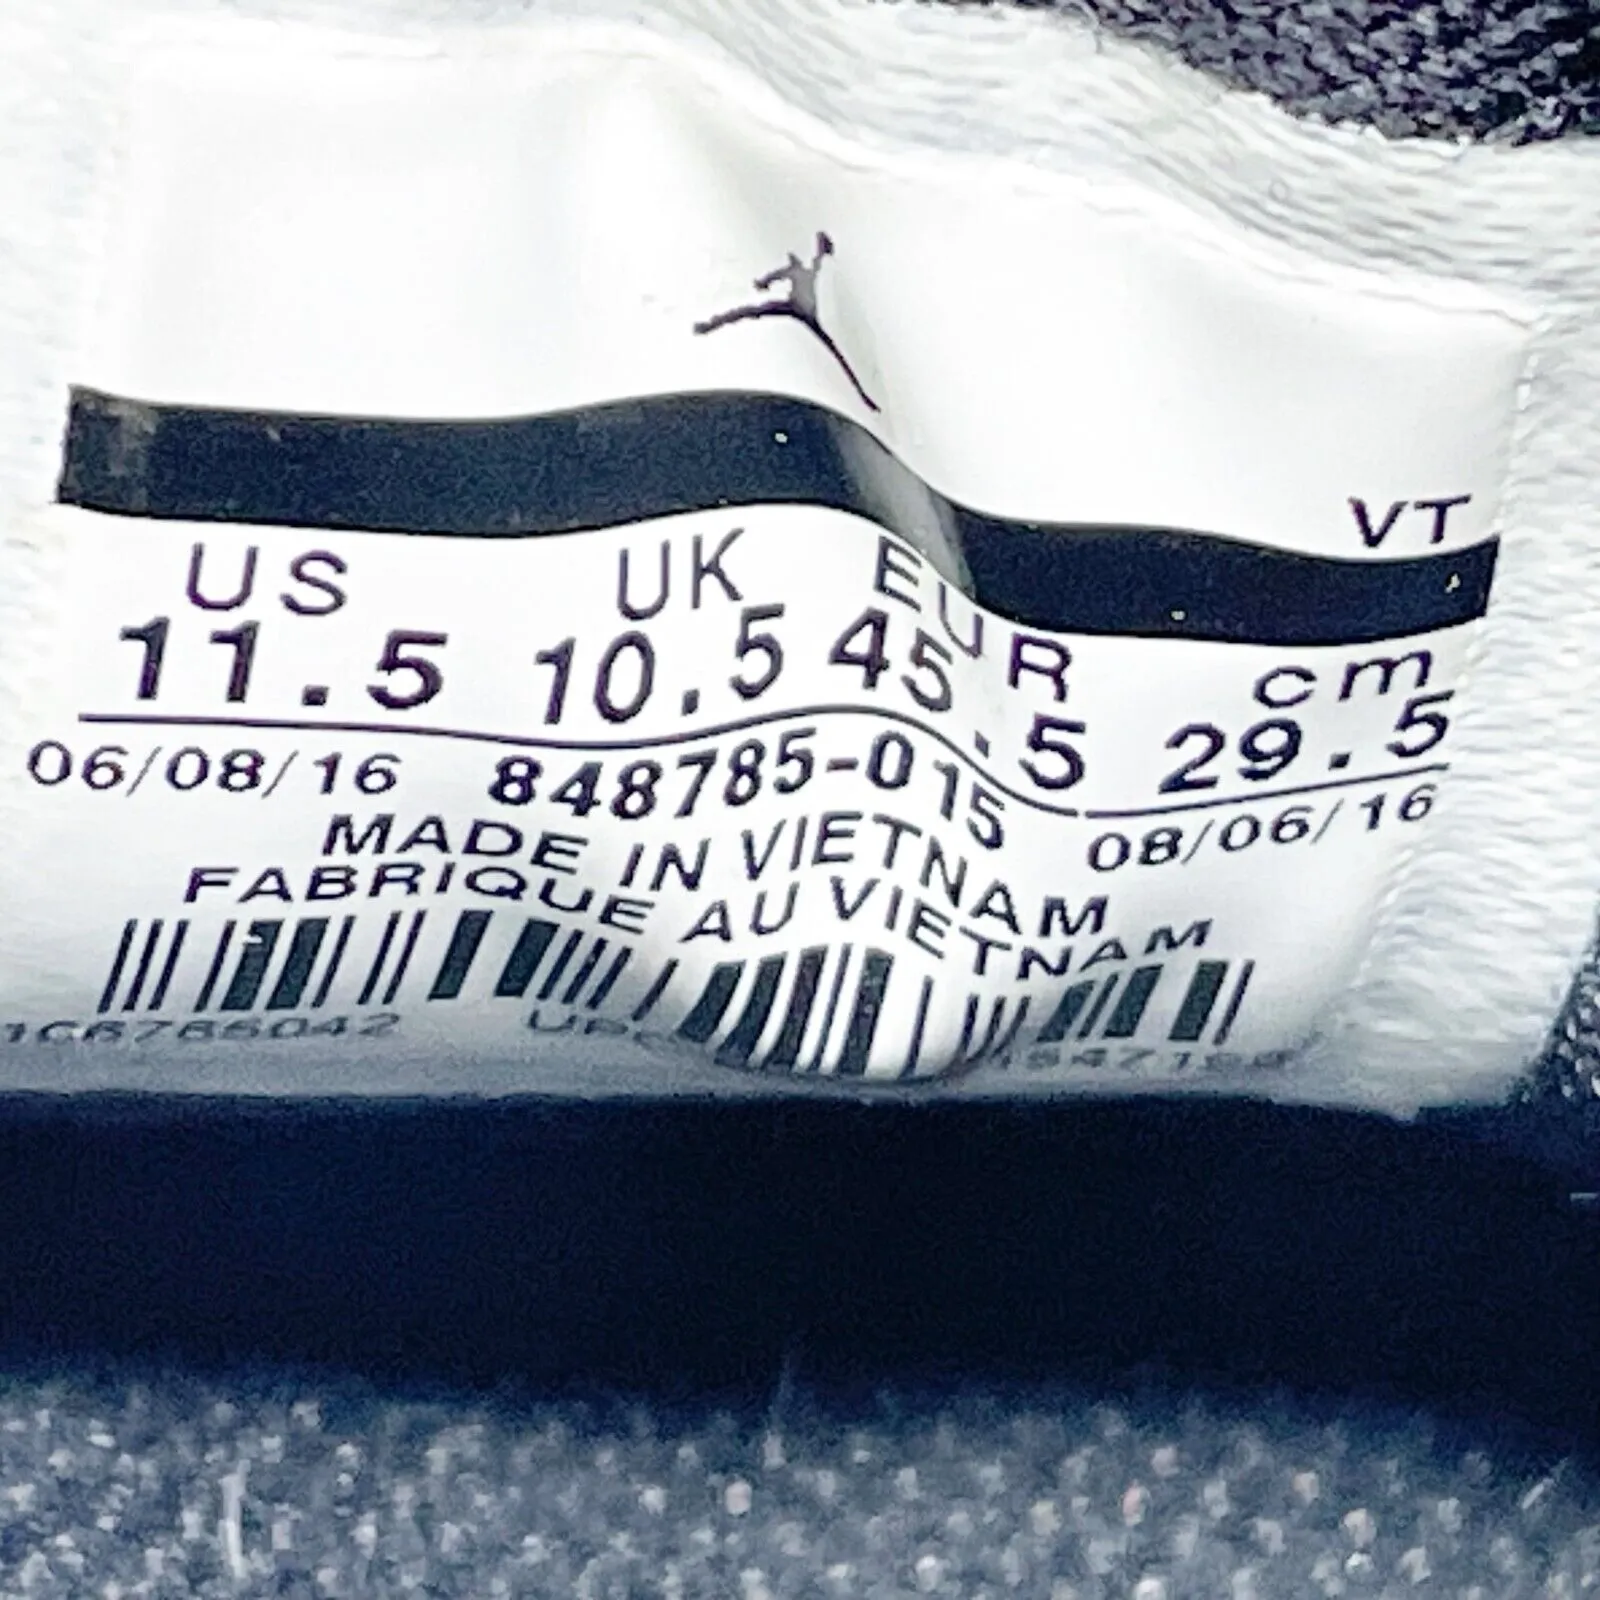 VT
US UK EUR cm
11.5 10.5 45.5 29.5
06/08/16 848785-015 08/06/16
MADE IN VIETNAM
FABRIQUE AU VIETNAM